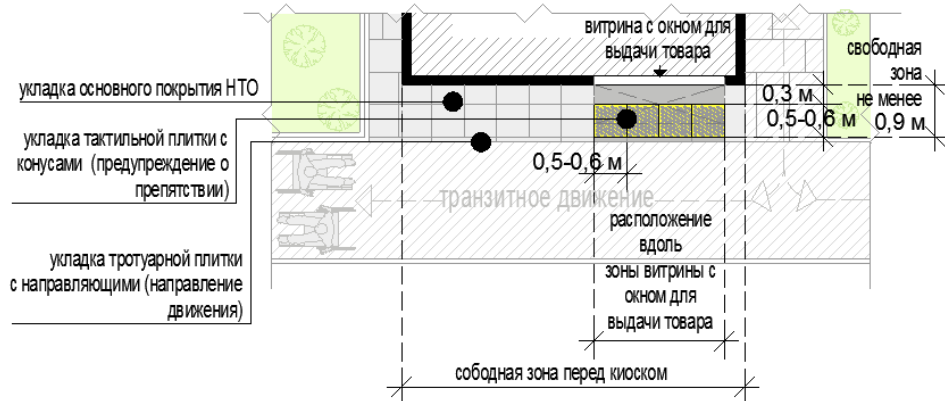 витрина с окном для
выдачи товара
свободная
зона
не менее
0,9 м
0,3 м
0,5-0,6 м
укладка основного покрытия НТО
укладка тактильной плитки с
конусами (предупреждение о
препятствии)
0,5-0,6 м
транзитное движение
расположение
вдоль
зоны витрины с
окном для
выдачи товара
укладка тротуарной плитки
с направляющими (направление
движения)
сободная зона перед киоском